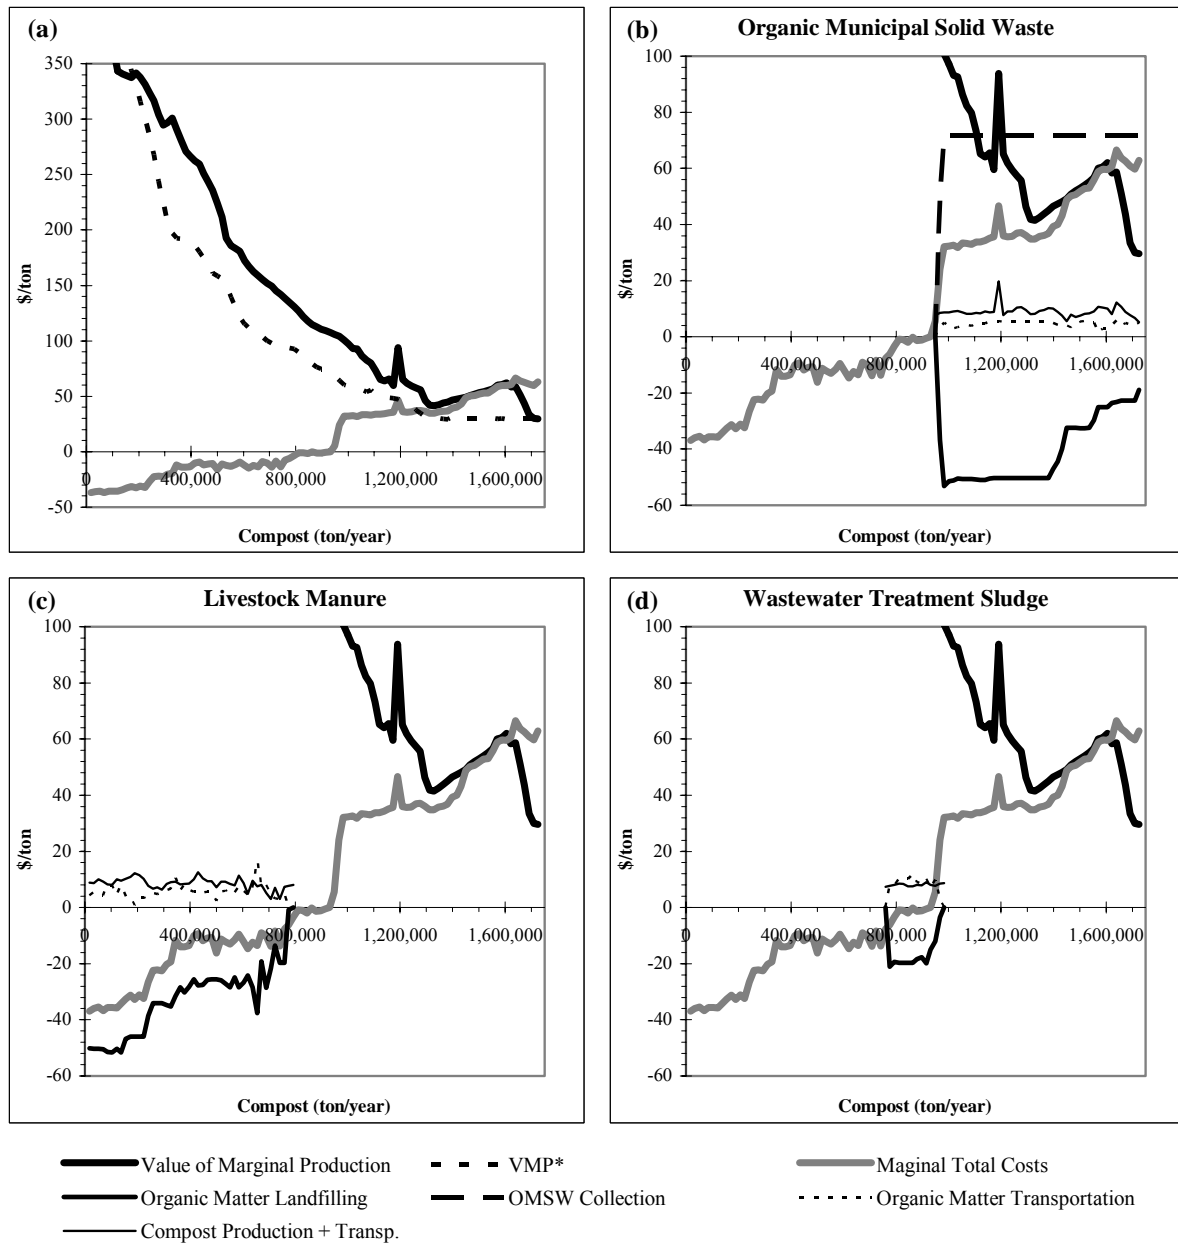 (a)
350
300
250
200
150
100
50
0
-50
$/ton
0 400,000 800,000 1,200,000 1,600,000
Compost (ton/year)
(b) Organic Municipal Solid Waste
100
80
60
40
20
0
-20
-40
-60
$/ton
0 400,000 800,000 1,200,000 1,600,000
Compost (ton/year)
(c) Livestock Manure
100
80
60
40
20
0
-20
-40
-60
$/ton
0 400,000 800,000 1,200,000 1,600,000
Compost (ton/year)
(d) Wastewater Treatment Sludge
100
80
60
40
20
0
-20
-40
-60
$/ton
0 400,000 800,000 1,200,000 1,600,000
Compost (ton/year)
Value of Marginal Production VMP* Maginal Total Costs
Organic Matter Landfilling OMSW Collection Organic Matter Transportation
Compost Production + Transp.